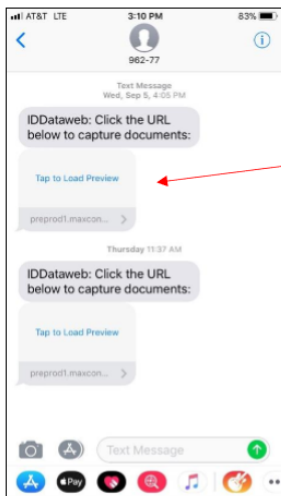 AT&T LTE 3:10 PM 83%
962-77
Text Message
Wed, Sep 5, 4:05 PM
IDDataweb: Click the URL
below to capture documents:
Tap to Load Preview
preprod1.maxcon...
Thursday 11:37 AM
IDDataweb: Click the URL
below to capture documents:
Tap to Load Preview
preprod1.maxcon...
Text Message
Pay